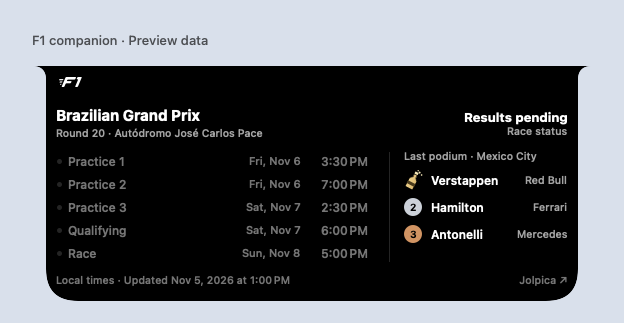 F1 companion · Preview data
F1
Brazilian Grand Prix
Round 20 · Autódromo José Carlos Pace
Results pending
Race status
Practice 1 Fri, Nov 6 3:30 PM
Practice 2 Fri, Nov 6 7:00 PM
Practice 3 Sat, Nov 7 2:30 PM
Qualifying Sat, Nov 7 6:00 PM
Race Sun, Nov 8 5:00 PM
Last podium · Mexico City
Verstappen Red Bull
2 Hamilton Ferrari
3 Antonelli Mercedes
Local times · Updated Nov 5, 2026 at 1:00 PM
Jolpica ↗